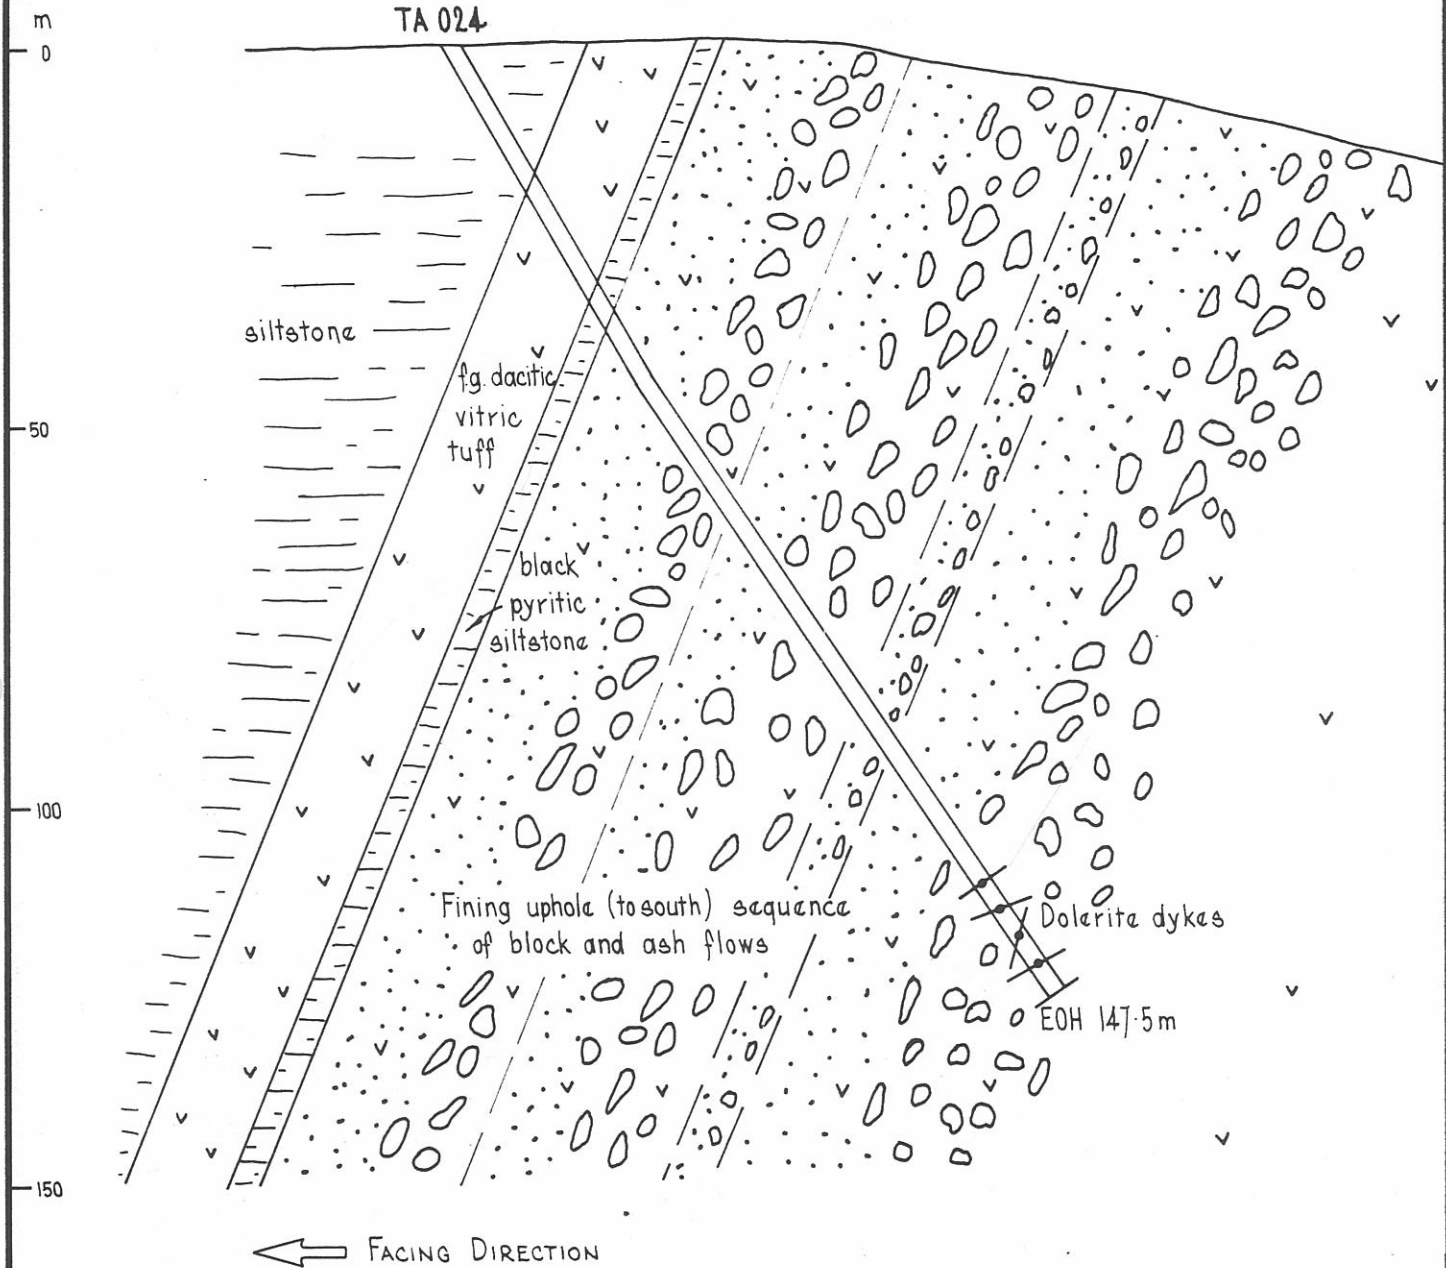 m
TA 024
0
siltstone
f.g. dacitic
vitric
tuff
50
black
pyritic
siltstone
100
Fining uphole (to south) sequence
of block and ash flows
Dolerite dykes
EOH 147·5m
150
FACING DIRECTION